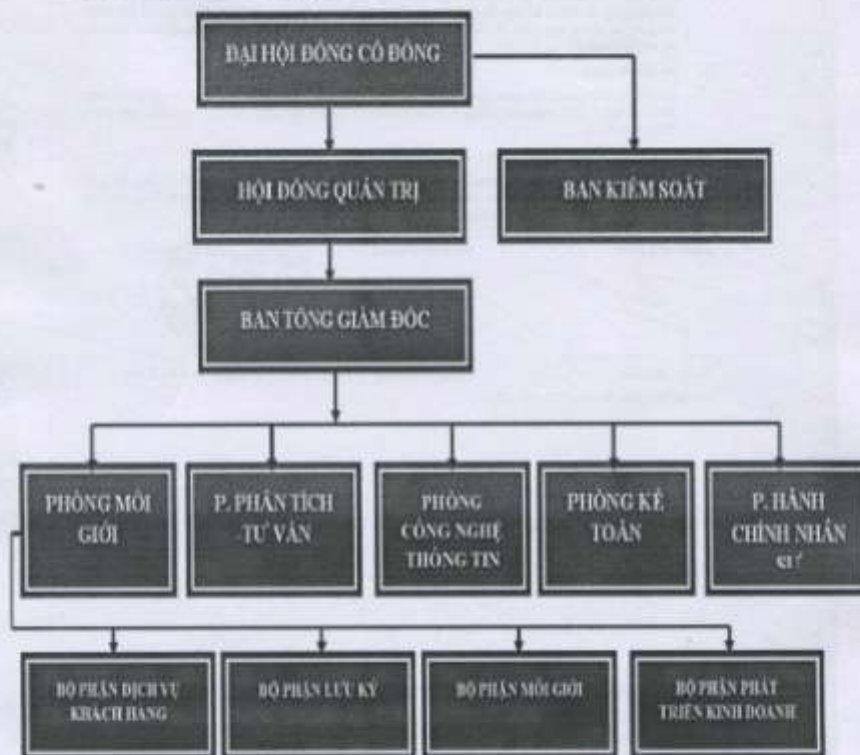 ĐẠI HỘI ĐỒNG CỔ ĐÔNG
HỘI ĐỒNG QUẢN TRỊ
BAN KIỂM SOÁT
BAN TỔNG GIÁM ĐỐC
PHÒNG MÔI
GIỚI
P. PHÂN TÍCH
-TƯ VẤN
PHÒNG
CÔNG NGHỆ
THÔNG TIN
PHÒNG KẾ
TOÁN
P. HÀNH
CHÍNH NHÂN
SỰ
BỘ PHẬN DỊCH VỤ
KHÁCH HÀNG
BỘ PHẬN LƯU KÝ
BỘ PHẬN MÔI GIỚI
BỘ PHẬN PHÁT
TRIỂN KINH DOANH